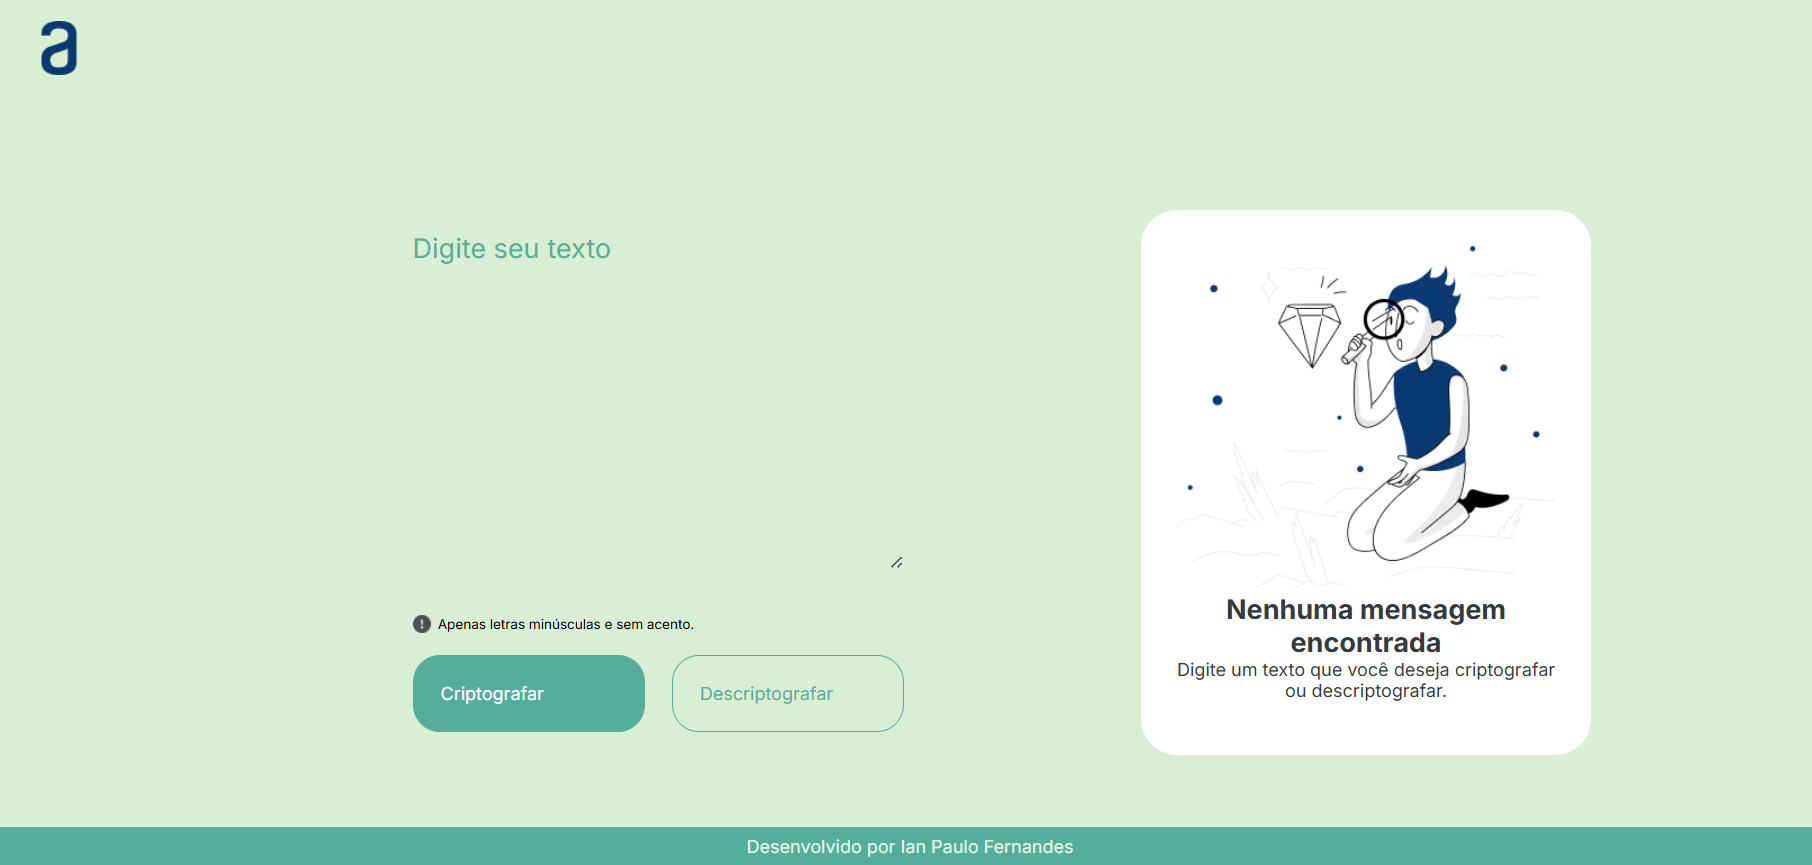 a
Digite seu texto
Apenas letras minúsculas e sem acento.
Criptografar
Descriptografar
Nenhuma mensagem
encontrada
Digite um texto que você deseja criptografar
ou descriptografar.
Desenvolvido por Ian Paulo Fernandes